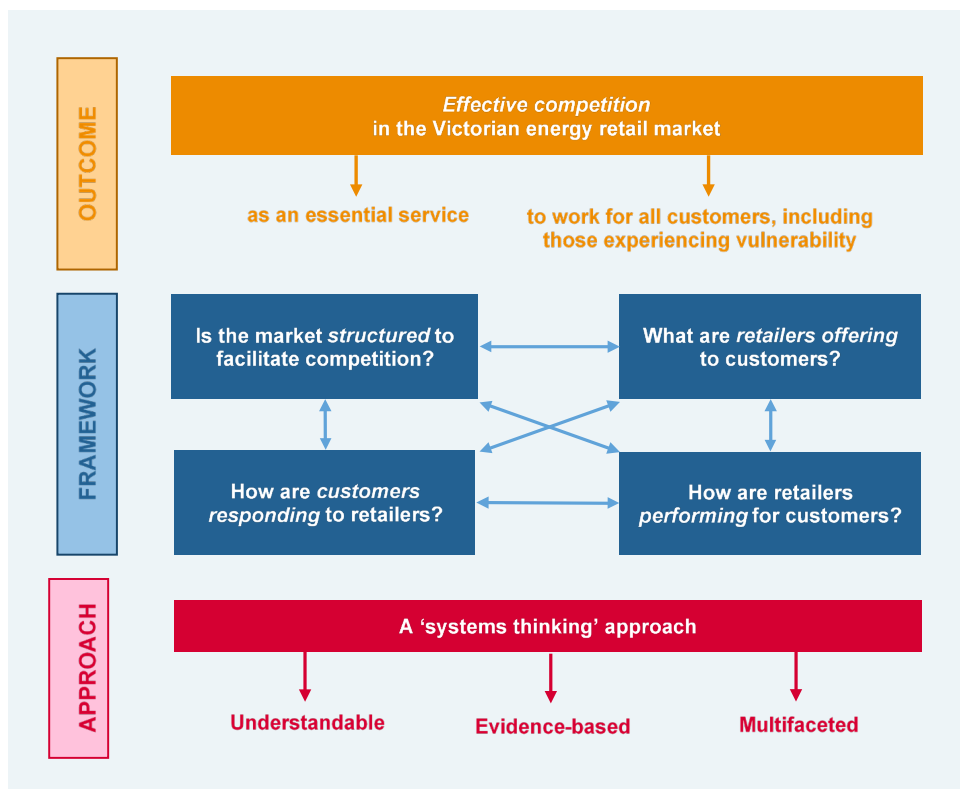 OUTCOME
Effective competition
in the Victorian energy retail market
as an essential service
to work for all customers, including
those experiencing vulnerability
FRAMEWORK
Is the market structured to
facilitate competition?
What are retailers offering
to customers?
How are customers
responding to retailers?
How are retailers
performing for customers?
APPROACH
A ‘systems thinking’ approach
Understandable
Evidence-based
Multifaceted